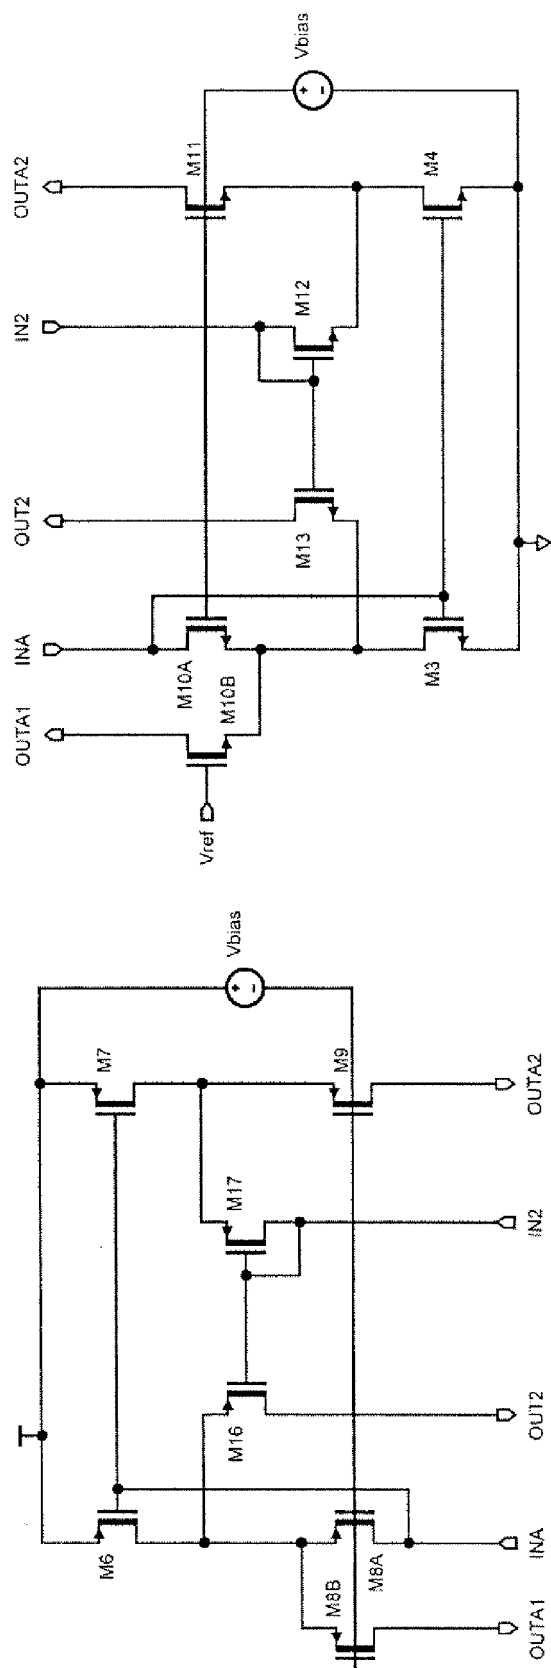 Vbias
OUTA2
M11
M4
IN2
M12
OUT2
M13
INA
M10A
M10B
M3
OUTA1
Vref
Vbias
M7
M9
OUTA2
M17
IN2
M16
OUT2
M6
M8B
M8A
INA
OUTA1